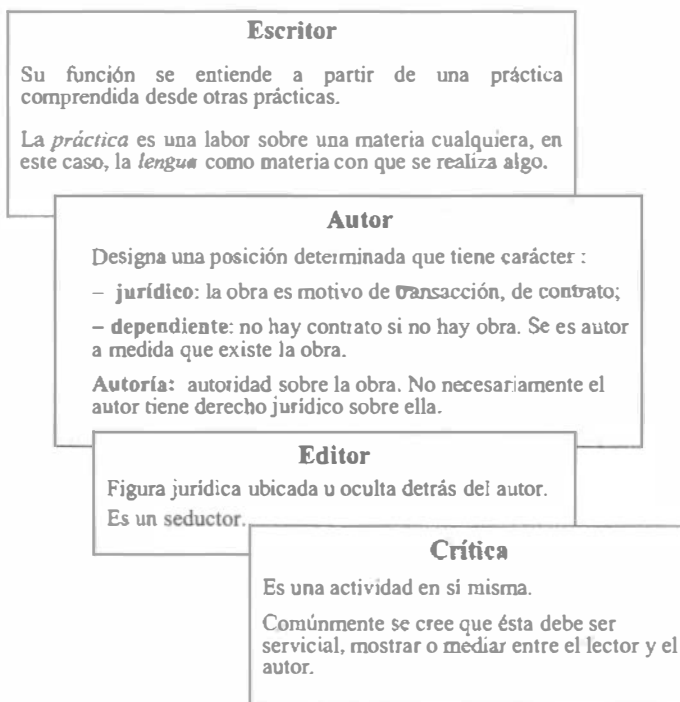 Escritor
Su función se entiende a partir de una práctica
comprendida desde otras prácticas.
La práctica es una labor sobre una materia cualquiera, en
este caso, la lengua como materia con que se realiza algo.
Autor
Designa una posición determinada que tiene carácter :
– jurídico: la obra es motivo de transacción, de contrato;
– dependiente: no hay contrato si no hay obra. Se es autor
a medida que existe la obra.
Autoría: autoridad sobre la obra. No necesariamente el
autor tiene derecho jurídico sobre ella.
Editor
Figura jurídica ubicada u oculta detrás del autor.
Es un seductor.
Crítica
Es una actividad en sí misma.
Comúnmente se cree que ésta debe ser
servicial, mostrar o mediar entre el lector y el
autor.